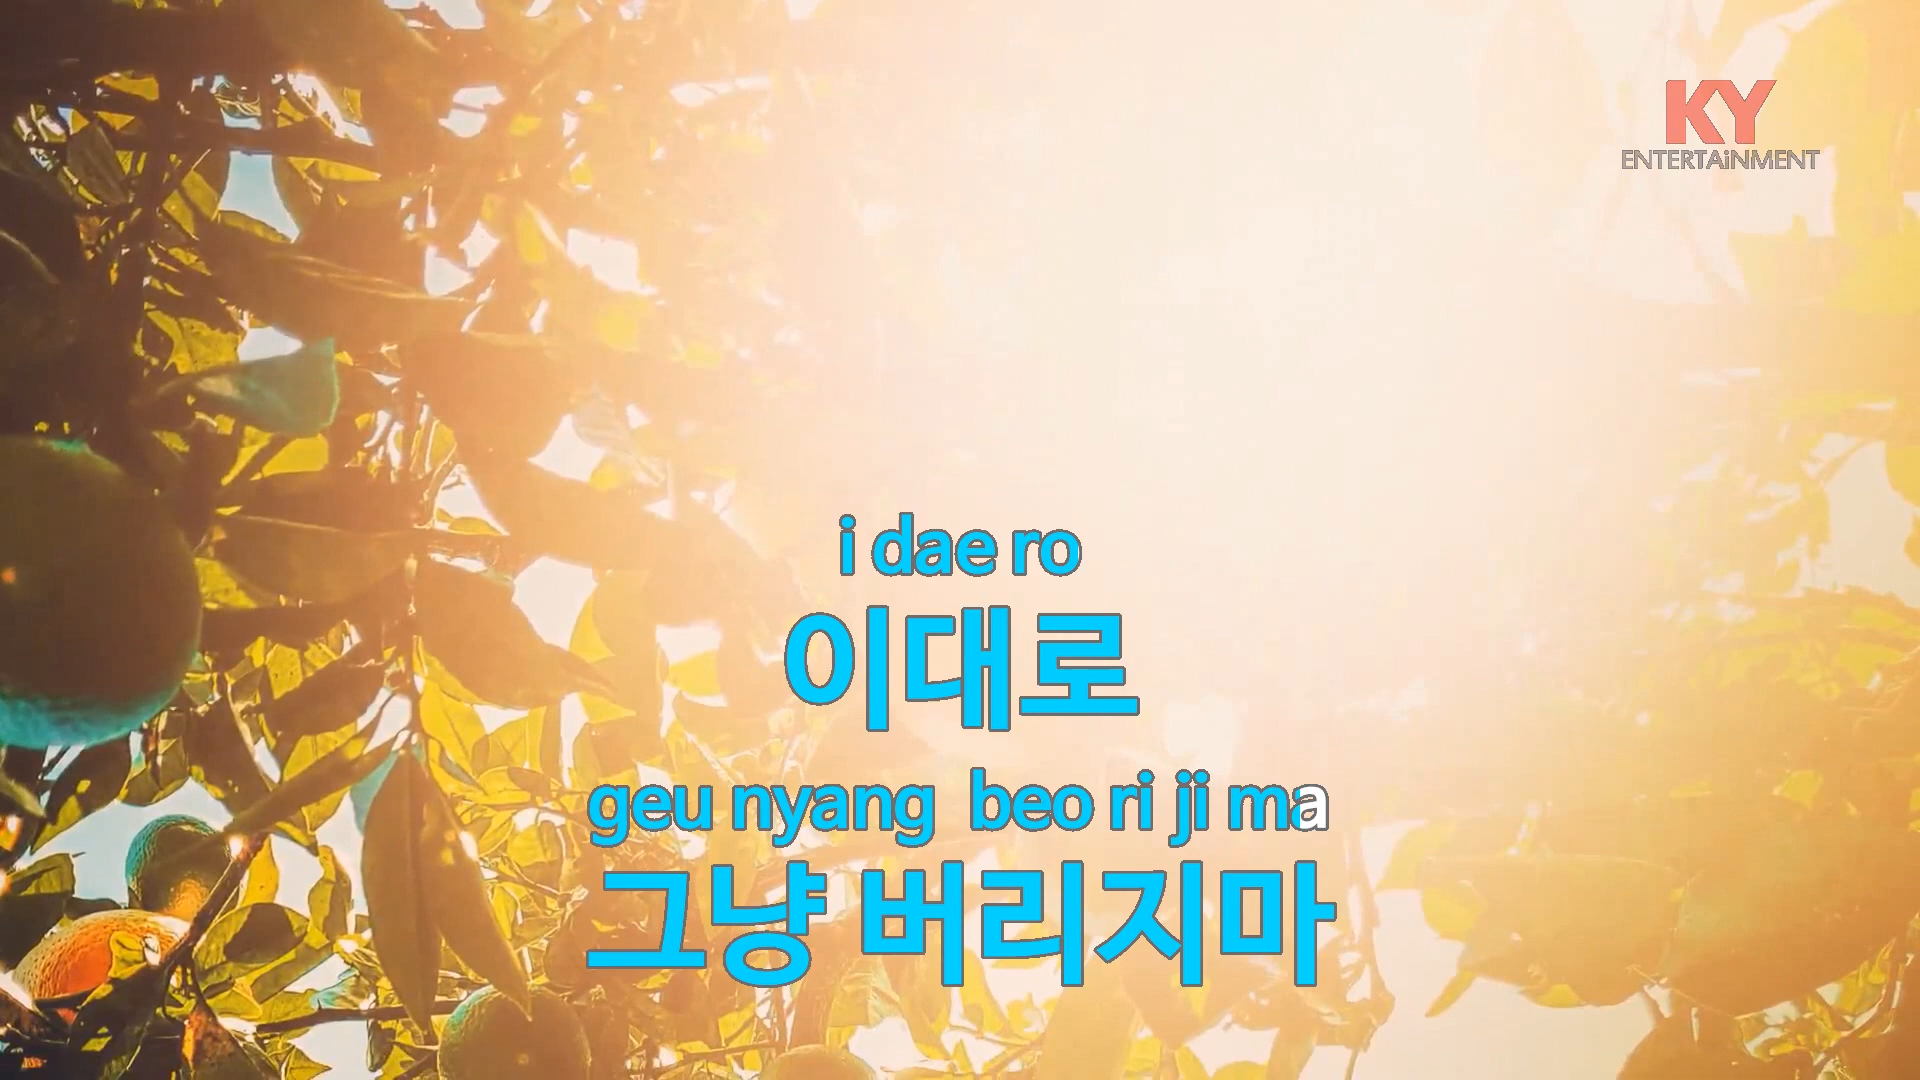 KY
ENTERTAiNMENT
i dae ro
이대로
geu nyang beo ri ji ma
그냥 버리지마